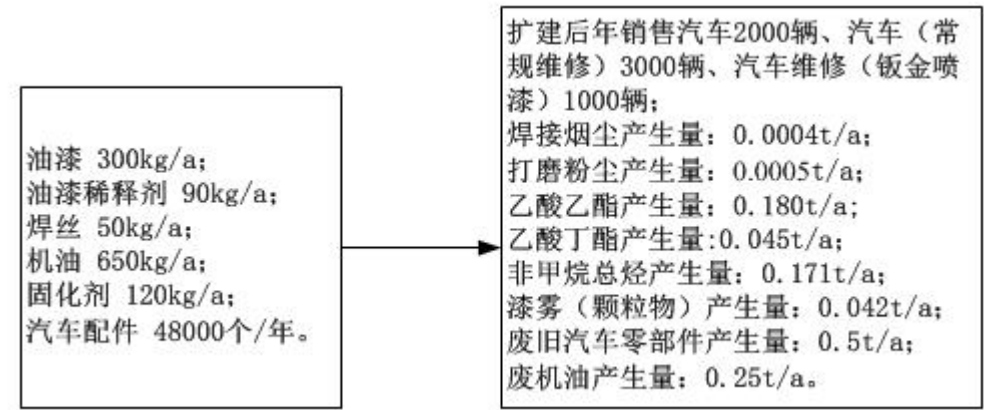 油漆 300kg/a;
油漆稀释剂 90kg/a;
焊丝 50kg/a;
机油 650kg/a;
固化剂 120kg/a;
汽车配件 48000个/年。
扩建后年销售汽车2000辆、汽车（常
规维修）3000辆、汽车维修（钣金喷
漆）1000辆;
焊接烟尘产生量：0.0004t/a;
打磨粉尘产生量：0.0005t/a;
乙酸乙酯产生量：0.180t/a;
乙酸丁酯产生量:0.045t/a;
非甲烷总烃产生量：0.171t/a;
漆雾（颗粒物）产生量：0.042t/a;
废旧汽车零部件产生量：0.5t/a;
废机油产生量：0.25t/a。